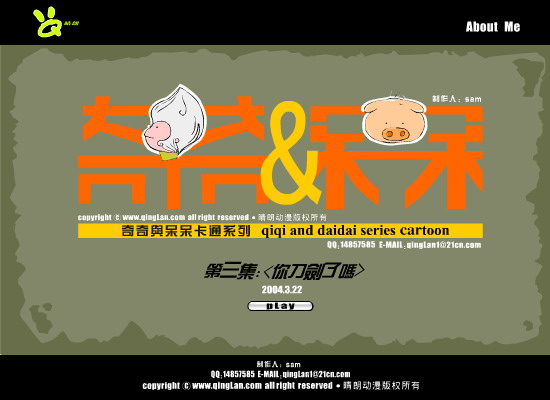 晴朗
About Me
制作人：sam
奇奇&呆呆
copyright © www.qingLan.com all right reserved • 晴朗动漫版权所有
奇奇與呆呆卡通系列 qiqi and daidai series cartoon
QQ:14857585 E-MAIL:qingLan1@21cn.com
第三集:<你刀劍了嗎>
2004.3.22
play
制作人：sam
QQ:14857585 E-MAIL:qingLan1@21cn.com
copyright © www.qingLan.com all right reserved • 晴朗动漫版权所有